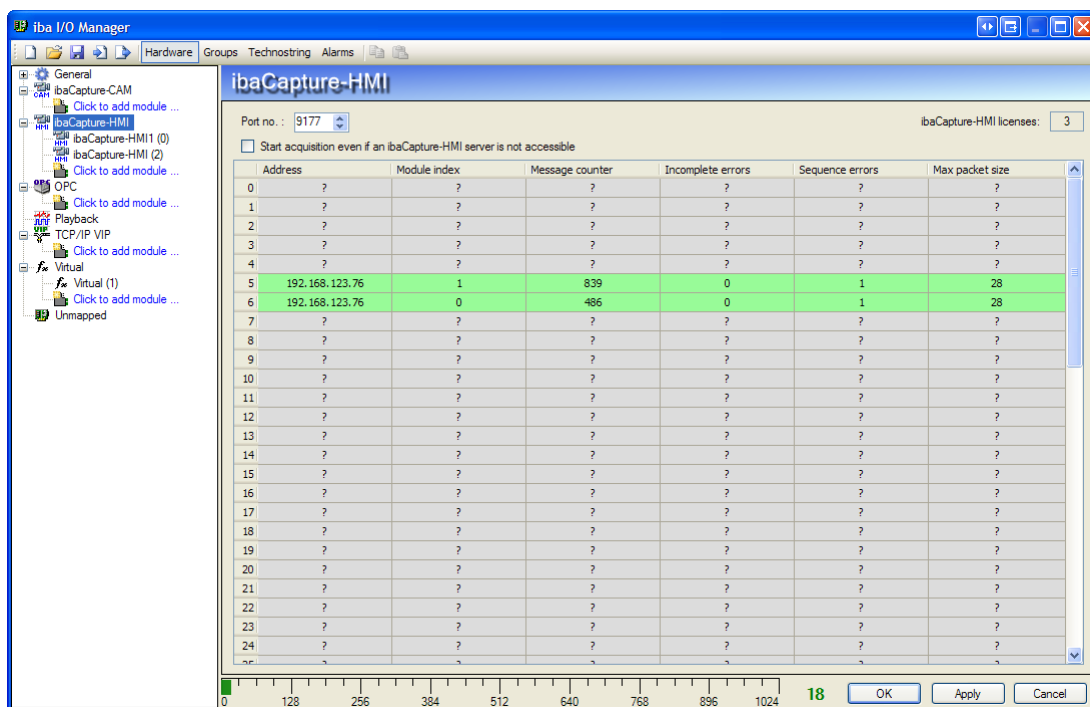 iba I/O Manager
Hardware Groups Technostring Alarms
General
ibaCapture-CAM
Click to add module ...
ibaCapture-HMI
ibaCapture-HMI1 (0)
ibaCapture-HMI (2)
Click to add module ...
OPC
Click to add module ...
Playback
TCP/IP VIP
Click to add module ...
Virtual
Virtual (1)
Click to add module ...
Unmapped
ibaCapture-HMI
Port no. : 9177 ibaCapture-HMI licenses: 3
Start acquisition even if an ibaCapture-HMI server is not accessible
Address Module index Message counter Incomplete errors Sequence errors Max packet size
0 ? ? ? ? ? ?
1 ? ? ? ? ? ?
2 ? ? ? ? ? ?
3 ? ? ? ? ? ?
4 ? ? ? ? ? ?
5 192.168.123.76 1 839 0 1 28
6 192.168.123.76 0 486 0 1 28
7 ? ? ? ? ? ?
8 ? ? ? ? ? ?
9 ? ? ? ? ? ?
10 ? ? ? ? ? ?
11 ? ? ? ? ? ?
12 ? ? ? ? ? ?
13 ? ? ? ? ? ?
14 ? ? ? ? ? ?
15 ? ? ? ? ? ?
16 ? ? ? ? ? ?
17 ? ? ? ? ? ?
18 ? ? ? ? ? ?
19 ? ? ? ? ? ?
20 ? ? ? ? ? ?
21 ? ? ? ? ? ?
22 ? ? ? ? ? ?
23 ? ? ? ? ? ?
24 ? ? ? ? ? ?
25 ? ? ? ? ? ?
0 128 256 384 512 640 768 896 1024 18 OK Apply Cancel